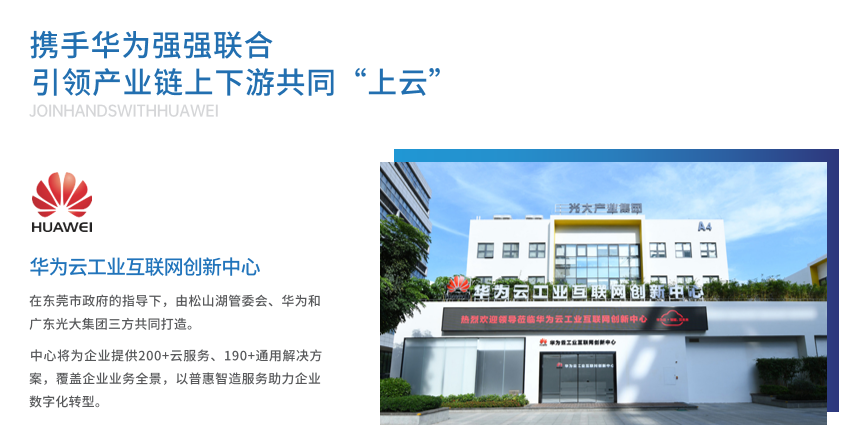 携手华为强强联合
引领产业链上下游共同“上云”
JOINHANDSWITHHUAWEI
HUAWEI
华为云工业互联网创新中心
在东莞市政府的指导下，由松山湖管委会、华为和
广东光大集团三方共同打造。
中心将为企业提供200+云服务、190+通用解决方
案，覆盖企业业务全景，以普惠智造服务助力企业
数字化转型。
光大产业集团
A4
华为云工业互联网创新中心
热烈欢迎领导莅临华为云工业互联网创新中心
华为云工业互联网创新中心